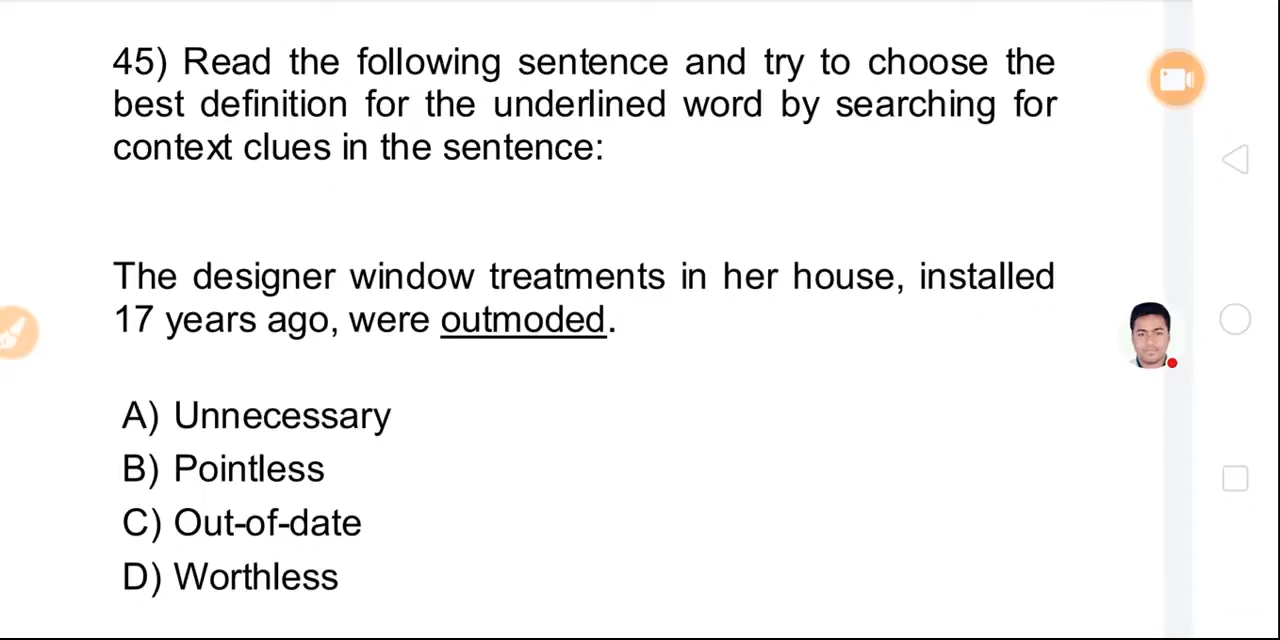 45) Read the following sentence and try to choose the
best definition for the underlined word by searching for
context clues in the sentence:
The designer window treatments in her house, installed
17 years ago, were outmoded.
A) Unnecessary
B) Pointless
C) Out-of-date
D) Worthless